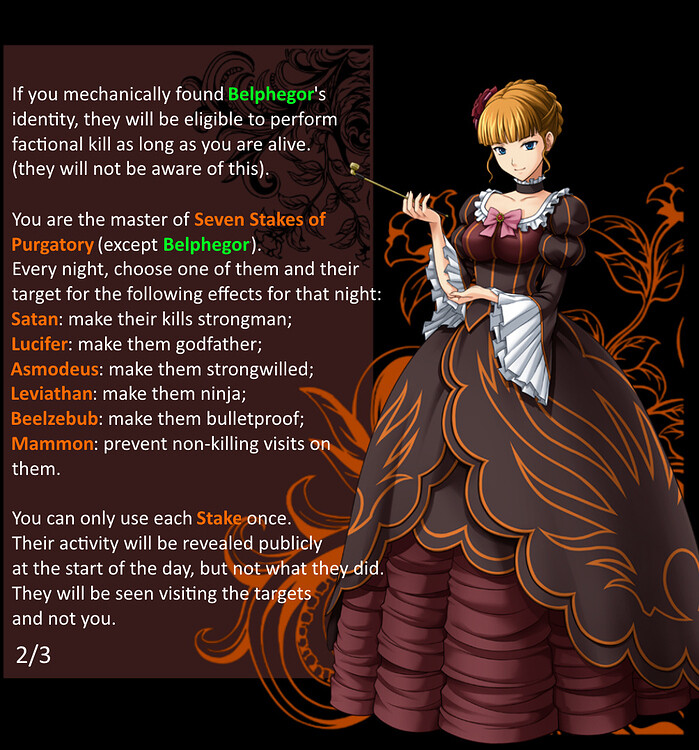 If you mechanically found Belphegor's
identity, they will be eligible to perform
factional kill as long as you are alive.
(they will not be aware of this).
You are the master of Seven Stakes of
Purgatory (except Belphegor).
Every night, choose one of them and their
target for the following effects for that night:
Satan: make their kills strongman;
Lucifer: make them godfather;
Asmodeus: make them strongwilled;
Leviathan: make them ninja;
Beelzebub: make them bulletproof;
Mammon: prevent non-killing visits on
them.
You can only use each Stake once.
Their activity will be revealed publicly
at the start of the day, but not what they did.
They will be seen visiting the targets
and not you.
2/3